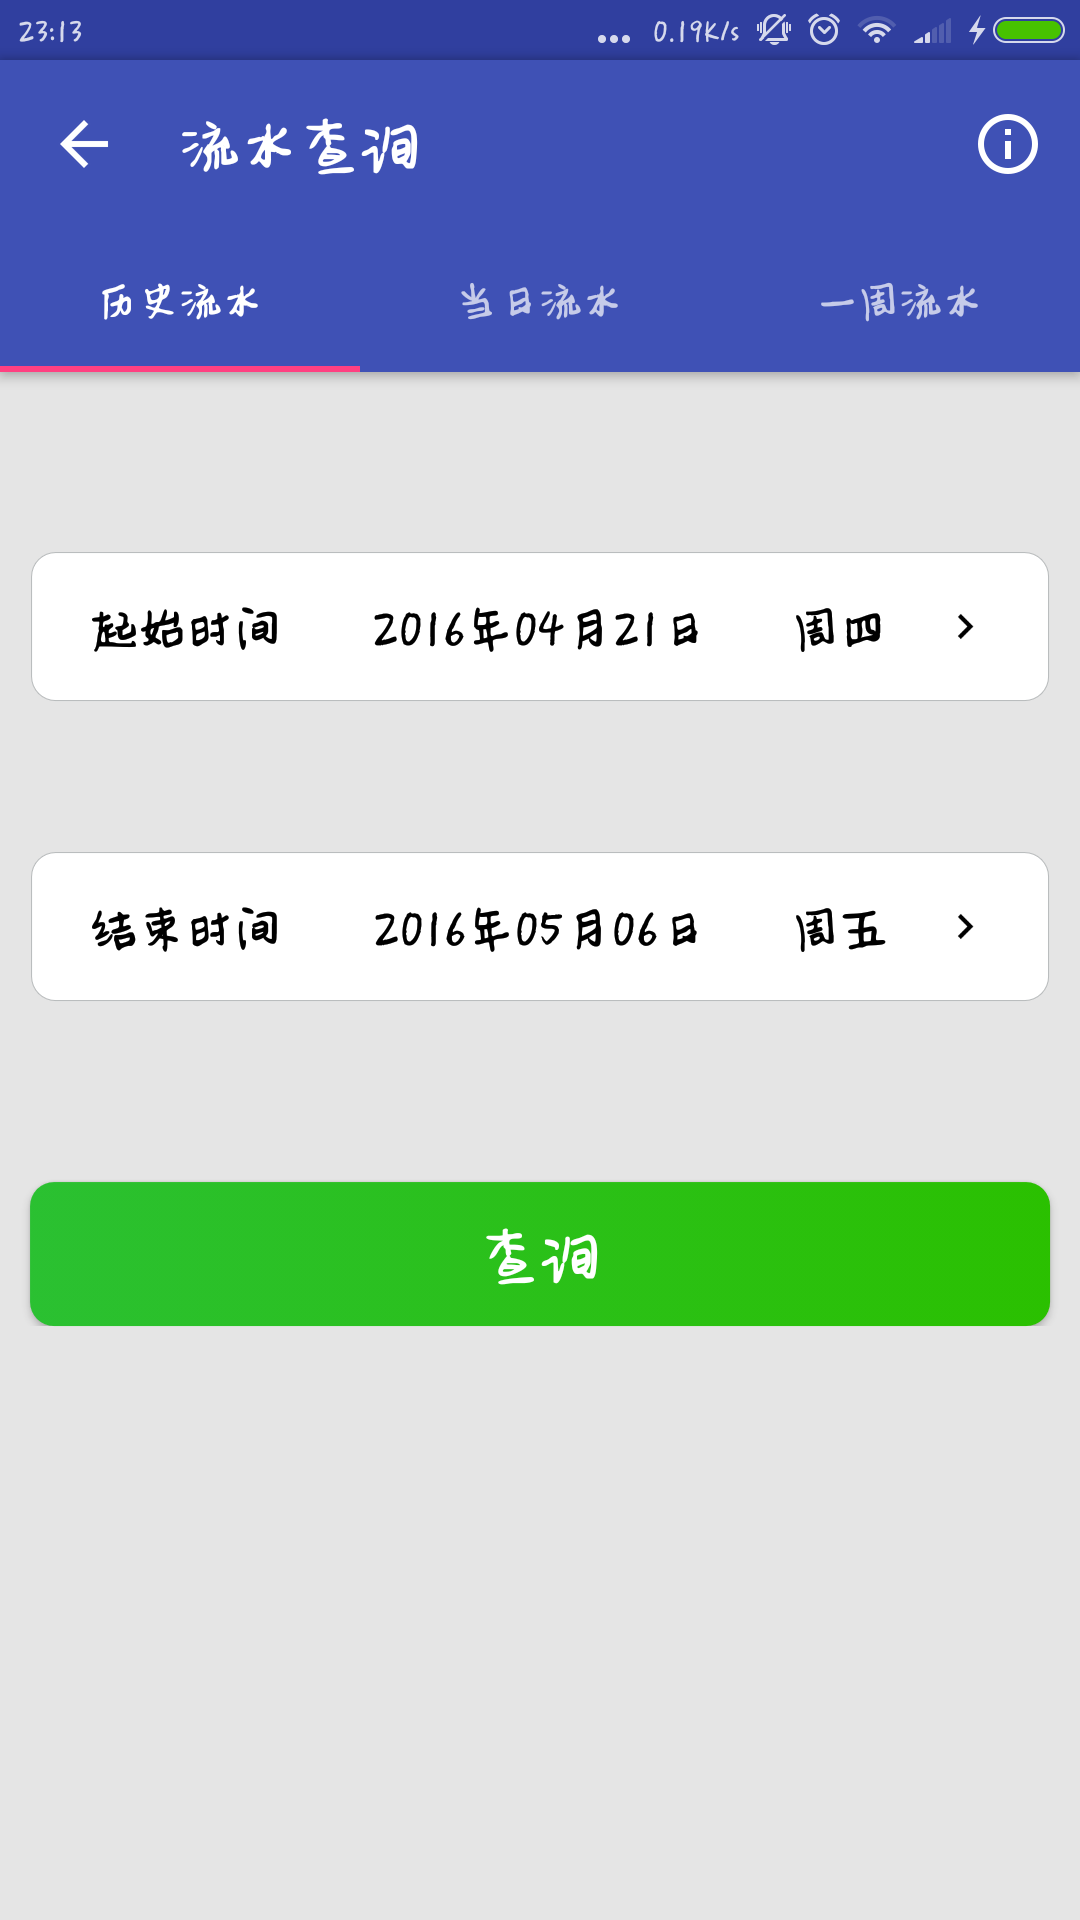 23:13 ... 0.19K/s
流水查询
历史流水 当日流水 一周流水
起始时间 2016年04月21日 周四
结束时间 2016年05月06日 周五
查询